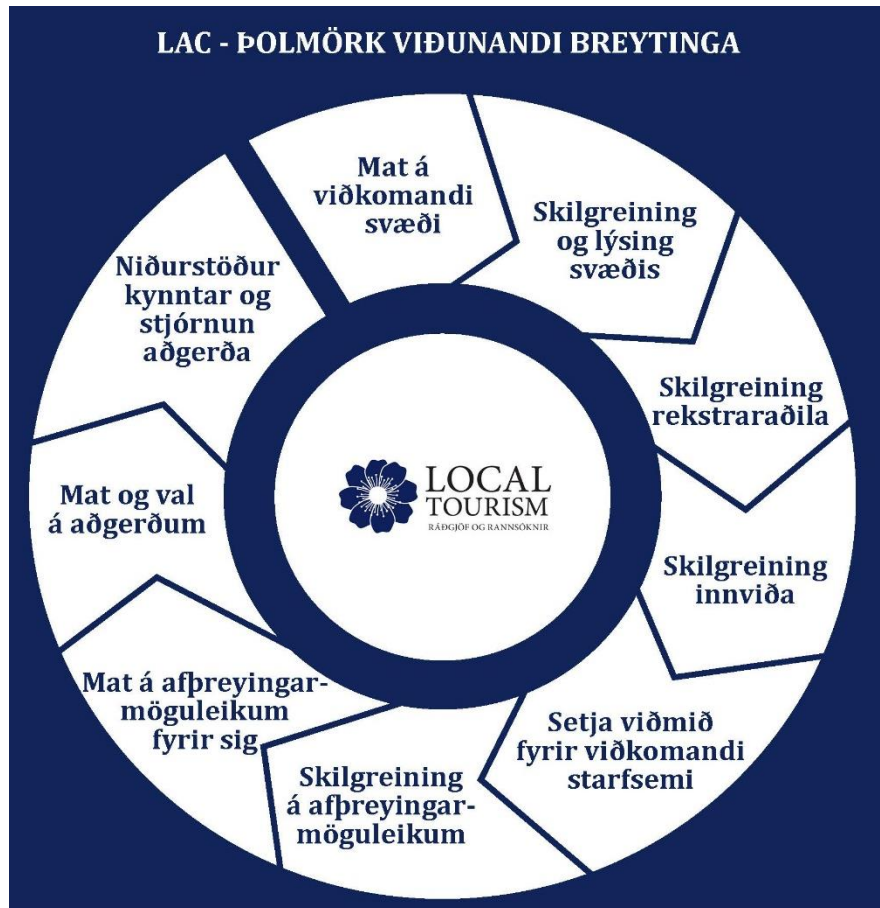 LAC - ÞOLMÖRK VIÐUNANDI BREYTINGA
Mat á
viðkomandi
svæði
Skilgreining
og lýsing
svæðis
Skilgreining
rekstraraðila
Skilgreining
innviða
Setja viðmið
fyrir viðkomandi
starfsemi
Skilgreining
á afþreyingar-
möguleikum
Mat á afþreyingar-
möguleikum
fyrir sig
Mat og val
á aðgerðum
Niðurstöður
kynntar og
stjórnun
aðgerða
LOCAL
TOURISM
RÁÐGJÖF OG RANNSÓKNIR